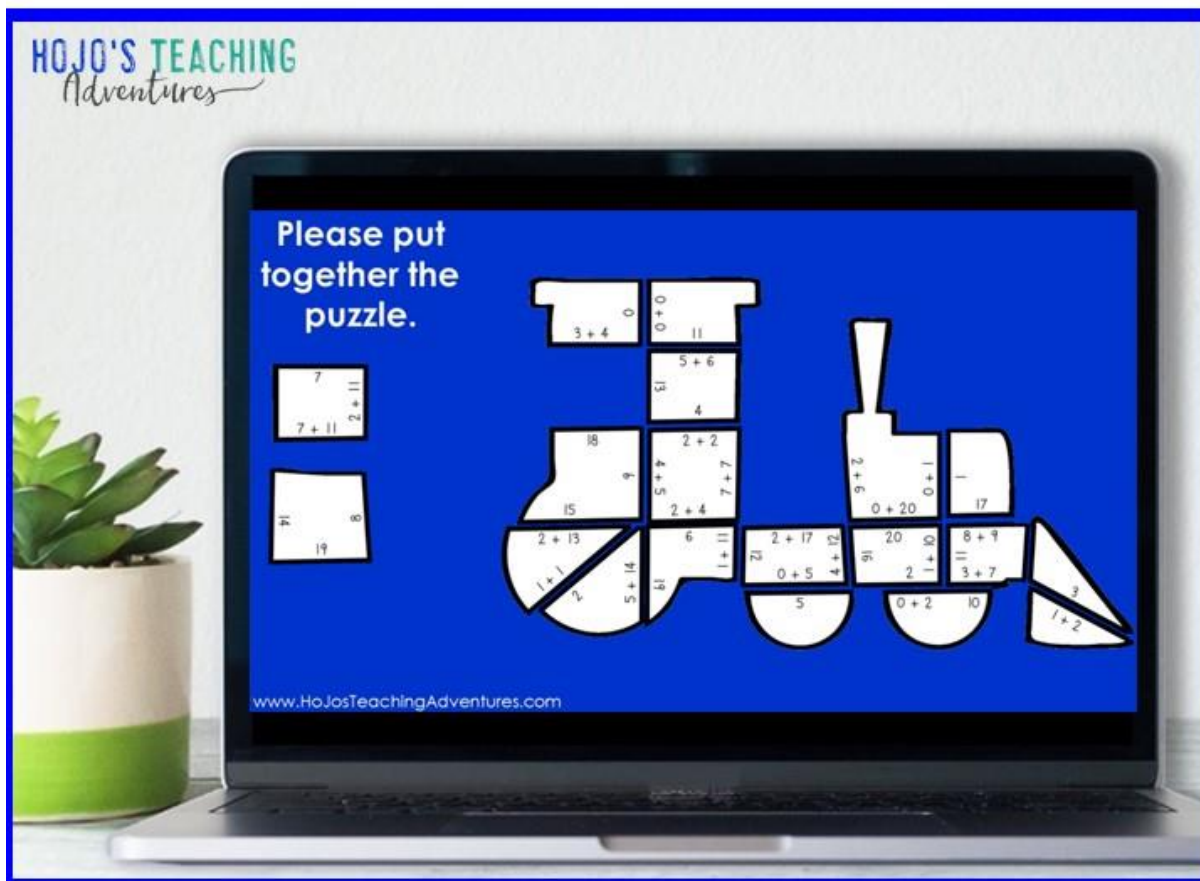 HOJO'S TEACHING
Adventures
Please put
together the
puzzle.
7
2 + 11
7 + 11
14
8
19
0
3 + 4
0 + 0
11
5 + 6
13
4
18
9
15
2 + 2
4 + 5
7 + 7
2 + 4
2 + 6
1 + 0
0 + 20
1
17
2 + 13
1 + 1
2
5 + 14
6
1 + 11
19
2 + 17
12
4 + 12
0 + 5
20
16
10 + 1
2
8 + 9
11
3 + 7
3
1 + 2
5
0 + 2
10
www.HoJosTeachingAdventures.com